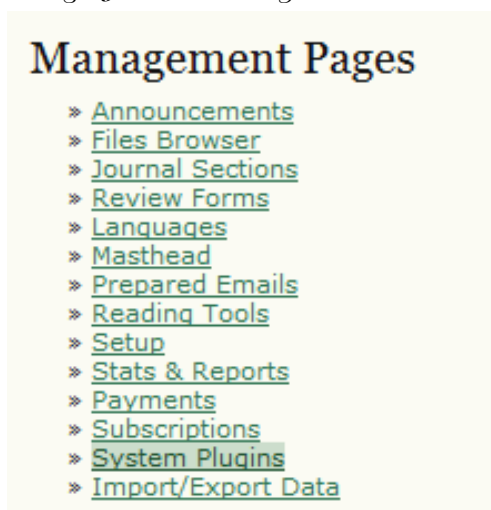 Management Pages
» Announcements
» Files Browser
» Journal Sections
» Review Forms
» Languages
» Masthead
» Prepared Emails
» Reading Tools
» Setup
» Stats & Reports
» Payments
» Subscriptions
» System Plugins
» Import/Export Data